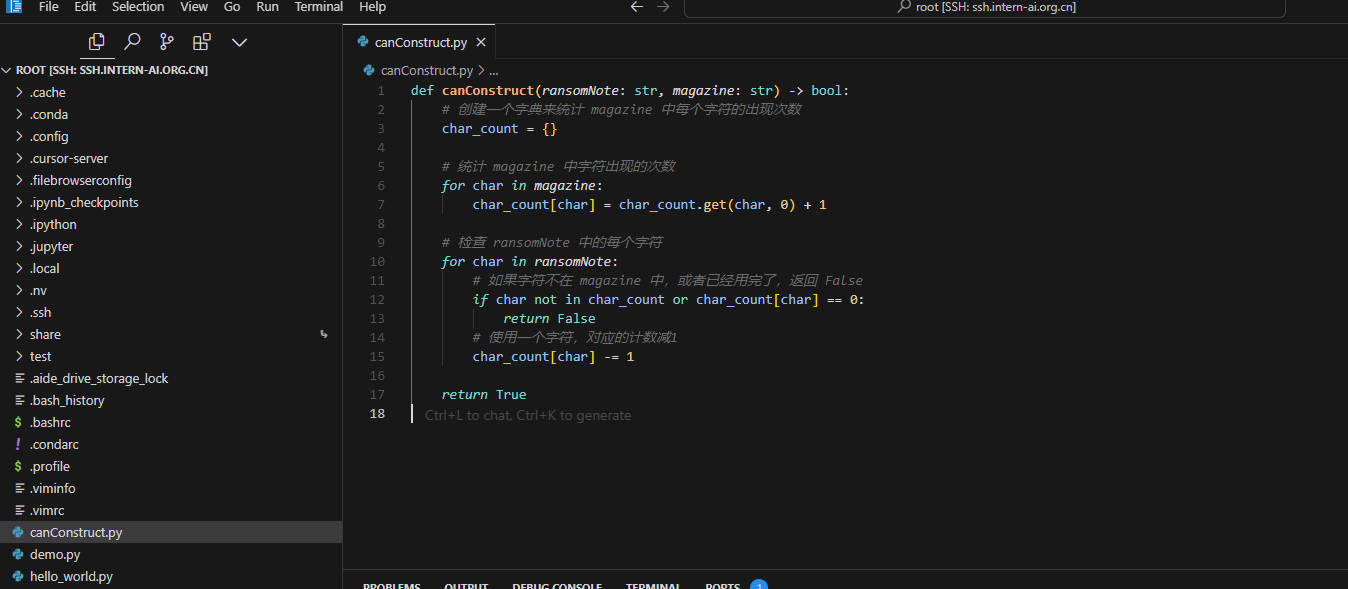 File Edit Selection View Go Run Terminal Help
root [SSH: ssh.intern-ai.org.cn]
ROOT [SSH: SSH.INTERN-AI.ORG.CN]
.cache
.conda
.config
.cursor-server
.filebrowserconfig
.ipynb_checkpoints
.ipython
.jupyter
.local
.nv
.ssh
share
test
.aide_drive_storage_lock
.bash_history
$ .bashrc
! .condarc
$ .profile
.viminfo
.vimrc
canConstruct.py
demo.py
hello_world.py
canConstruct.py
canConstruct.py > ...
1 def canConstruct(ransomNote: str, magazine: str) -> bool:
2 # 创建一个字典来统计 magazine 中每个字符的出现次数
3 char_count = {}
4
5 # 统计 magazine 中字符出现的次数
6 for char in magazine:
7 char_count[char] = char_count.get(char, 0) + 1
8
9 # 检查 ransomNote 中的每个字符
10 for char in ransomNote:
11 # 如果字符不在 magazine 中，或者已经用完了，返回 False
12 if char not in char_count or char_count[char] == 0:
13 return False
14 # 使用一个字符，对应的计数减1
15 char_count[char] -= 1
16
17 return True
18 Ctrl+L to chat, Ctrl+K to generate
PROBLEMS OUTPUT DEBUG CONSOLE TERMINAL PORTS 1